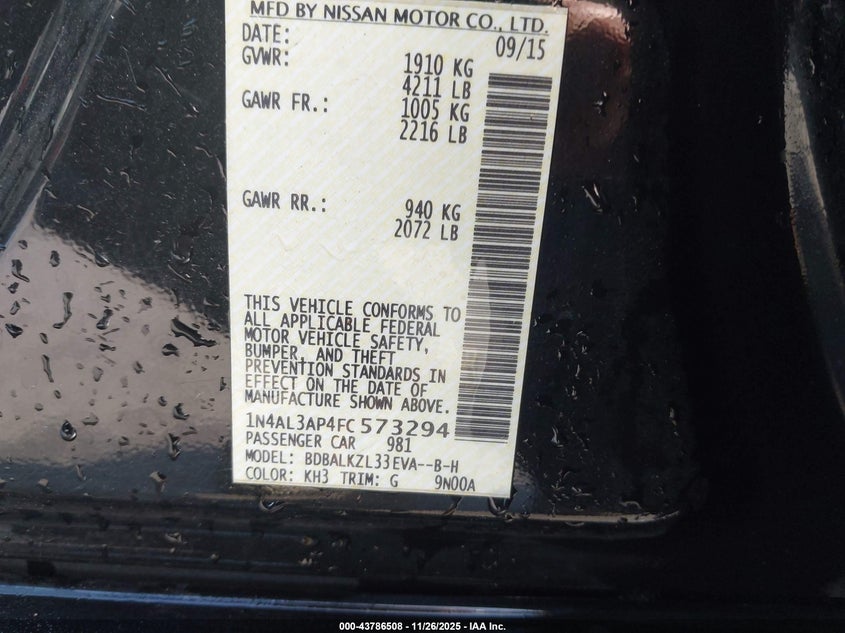 MFD BY NISSAN MOTOR CO., LTD.
DATE: 09/15
GVWR: 1910 KG
4211 LB
GAWR FR.: 1005 KG
2216 LB
GAWR RR.: 940 KG
2072 LB
THIS VEHICLE CONFORMS TO
ALL APPLICABLE FEDERAL
MOTOR VEHICLE SAFETY,
BUMPER, AND THEFT
PREVENTION STANDARDS IN
EFFECT ON THE DATE OF
MANUFACTURE SHOWN ABOVE.
1N4AL3AP4FC573294
PASSENGER CAR 981
MODEL: BDBALKZL33EVA--B-H
COLOR: KH3 TRIM: G 9N00A
000-43786508 - 11/26/2025 - IAA Inc.